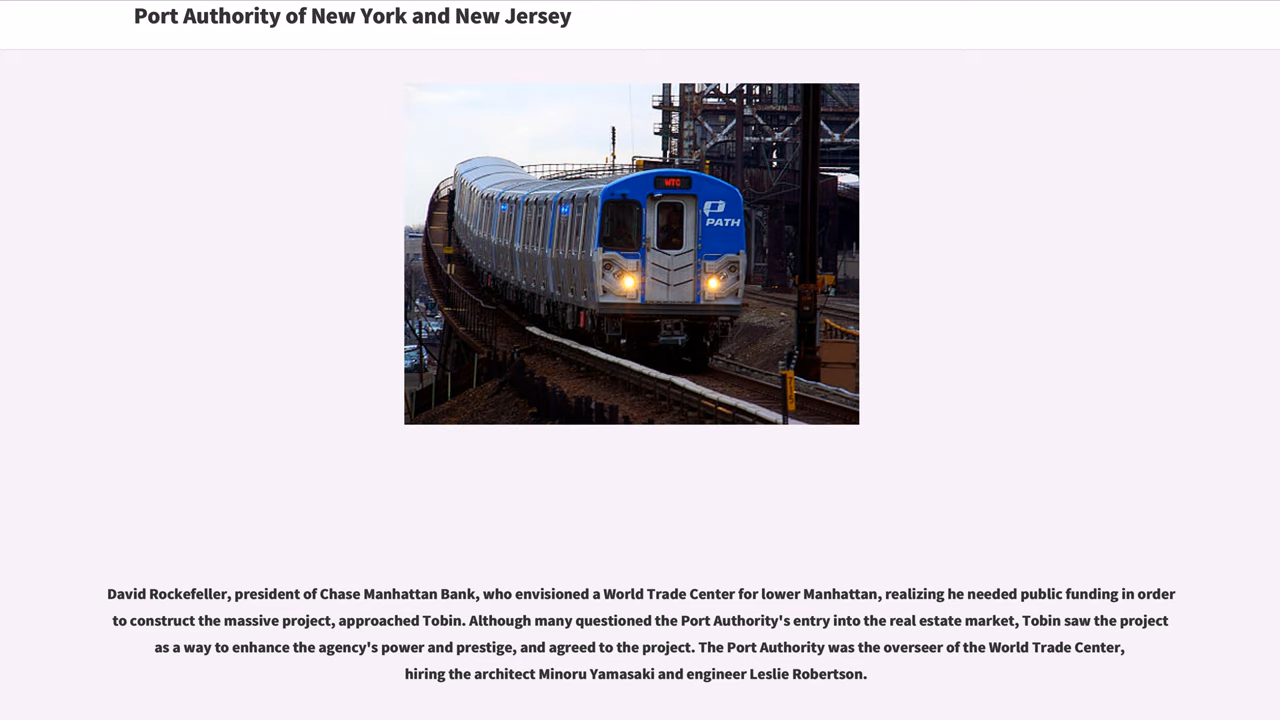 Port Authority of New York and New Jersey
WTC
PATH
David Rockefeller, president of Chase Manhattan Bank, who envisioned a World Trade Center for lower Manhattan, realizing he needed public funding in order
to construct the massive project, approached Tobin. Although many questioned the Port Authority's entry into the real estate market, Tobin saw the project
as a way to enhance the agency's power and prestige, and agreed to the project. The Port Authority was the overseer of the World Trade Center,
hiring the architect Minoru Yamasaki and engineer Leslie Robertson.